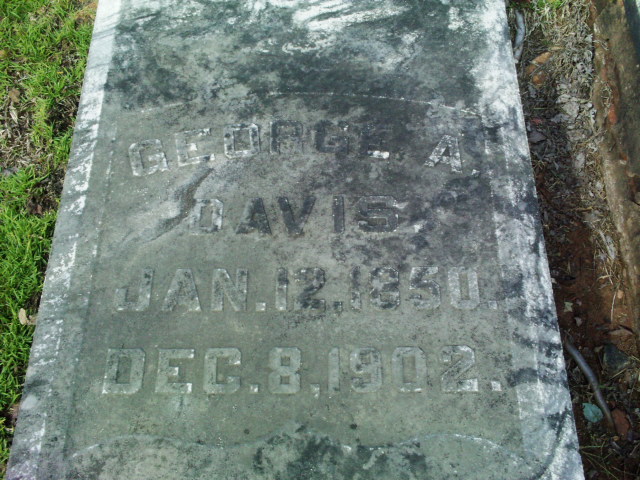 GEORGE A.
DAVIS.
JAN. 12, 1850.
DEC. 8, 1902.